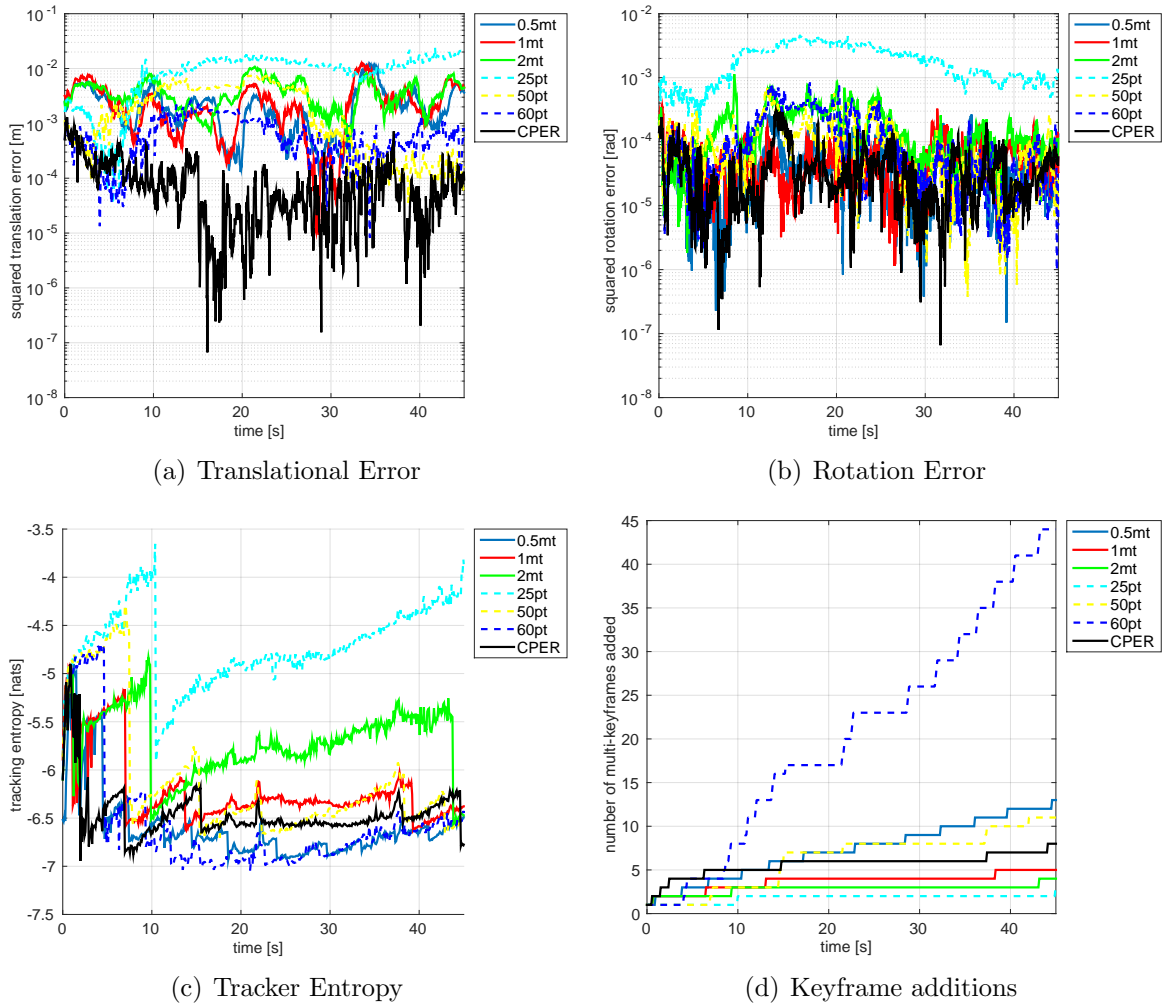 10^-1
10^-2
10^-3
10^-4
10^-5
10^-6
10^-7
10^-8
squared translation error [m]
0 10 20 30 40
time [s]
0.5mt
1mt
2mt
25pt
50pt
60pt
CPER
(a) Translational Error
10^-2
10^-3
10^-4
10^-5
10^-6
10^-7
10^-8
squared rotation error [rad]
0 10 20 30 40
time [s]
0.5mt
1mt
2mt
25pt
50pt
60pt
CPER
(b) Rotation Error
-3.5
-4
-4.5
-5
-5.5
-6
-6.5
-7
-7.5
tracking entropy [nats]
0 10 20 30 40
time [s]
0.5mt
1mt
2mt
25pt
50pt
60pt
CPER
(c) Tracker Entropy
45
40
35
30
25
20
15
10
5
0
number of multi-keyframes added
0 10 20 30 40
time [s]
0.5mt
1mt
2mt
25pt
50pt
60pt
CPER
(d) Keyframe additions